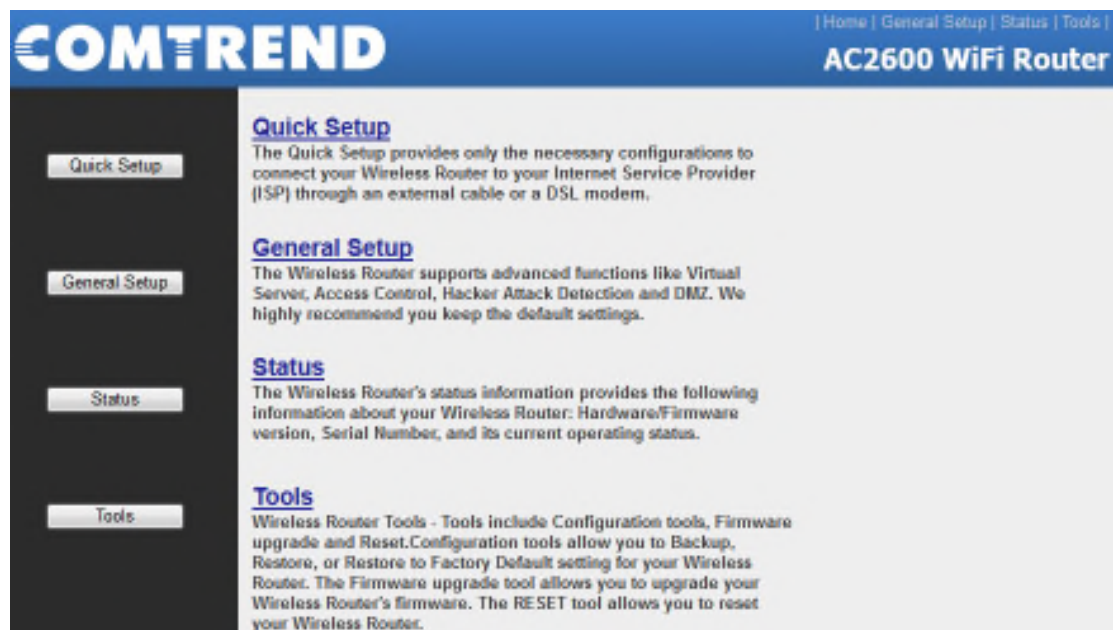 | Home | General Setup | Status | Tools |
COMTREND
AC2600 WiFi Router
Quick Setup
Quick Setup
The Quick Setup provides only the necessary configurations to
connect your Wireless Router to your Internet Service Provider
(ISP) through an external cable or a DSL modem.
General Setup
General Setup
The Wireless Router supports advanced functions like Virtual
Server, Access Control, Hacker Attack Detection and DMZ. We
highly recommend you keep the default settings.
Status
Status
The Wireless Router's status information provides the following
information about your Wireless Router: Hardware/Firmware
version, Serial Number, and its current operating status.
Tools
Tools
Wireless Router Tools - Tools include Configuration tools, Firmware
upgrade and Reset.Configuration tools allow you to Backup,
Restore, or Restore to Factory Default setting for your Wireless
Router. The Firmware upgrade tool allows you to upgrade your
Wireless Router's firmware. The RESET tool allows you to reset
your Wireless Router.